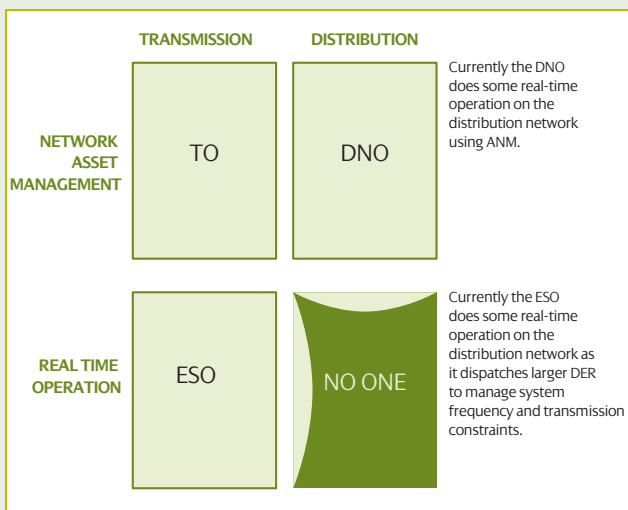 TRANSMISSION
DISTRIBUTION
NETWORK
ASSET
MANAGEMENT
TO
DNO
Currently the DNO
does some real-time
operation on the
distribution network
using ANM.
REAL TIME
OPERATION
ESO
NO ONE
Currently the ESO
does some real-time
operation on the
distribution network as
it dispatches larger DER
to manage system
frequency and transmission
constraints.